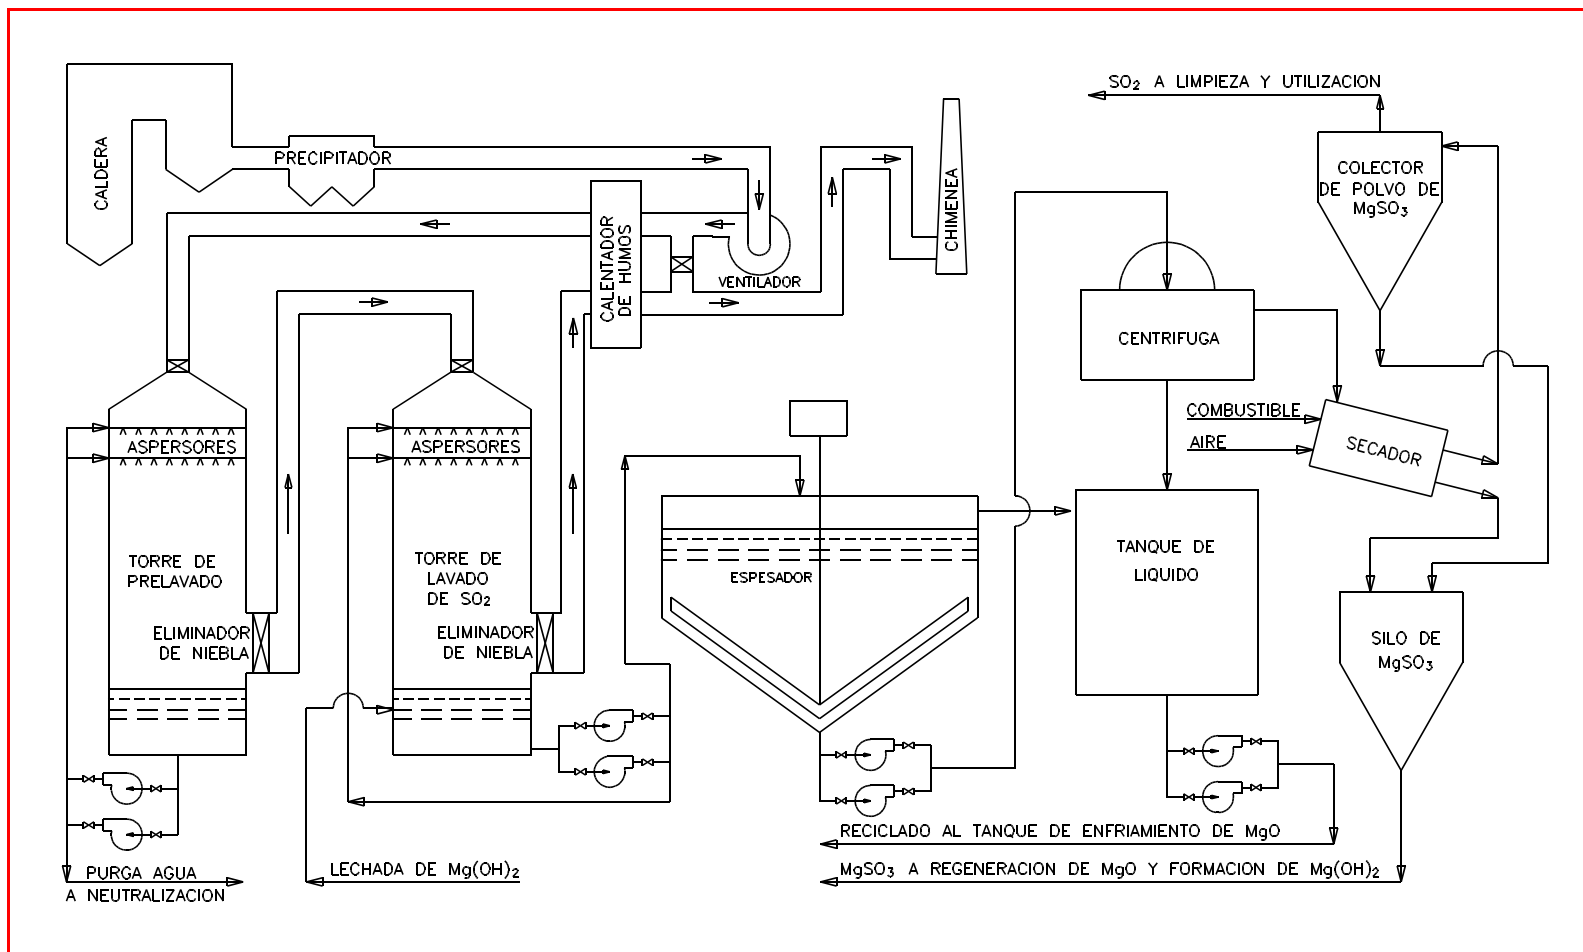 SO₂ A LIMPIEZA Y UTILIZACION
CALDERA
PRECIPITADOR
CALENTADOR
DE HUMOS
VENTILADOR
CHIMENEA
COLECTOR
DE POLVO DE
MgSO₃
CENTRIFUGA
COMBUSTIBLE
AIRE
SECADOR
ASPERSORES
ASPERSORES
TORRE DE
PRELAVADO
TORRE DE
LAVADO
DE SO₂
ESPESADOR
TANQUE DE
LIQUIDO
ELIMINADOR
DE NIEBLA
ELIMINADOR
DE NIEBLA
SILO DE
MgSO₃
RECICLADO AL TANQUE DE ENFRIAMIENTO DE MgO
PURGA AGUA
A NEUTRALIZACION
LECHADA DE Mg(OH)₂
MgSO₃ A REGENERACION DE MgO Y FORMACION DE Mg(OH)₂